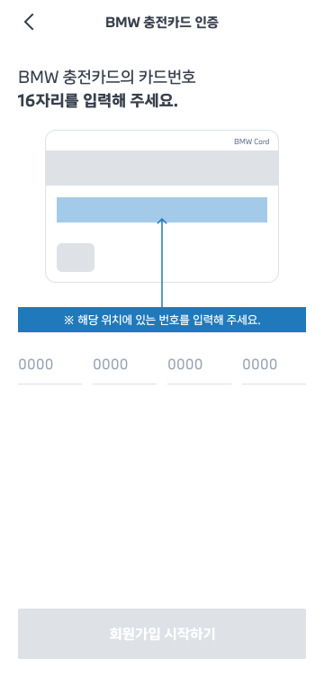 BMW 충전카드 인증
BMW 충전카드의 카드번호
16자리를 입력해 주세요.
BMW Card
※ 해당 위치에 있는 번호를 입력해 주세요.
0000 0000 0000 0000
회원가입 시작하기